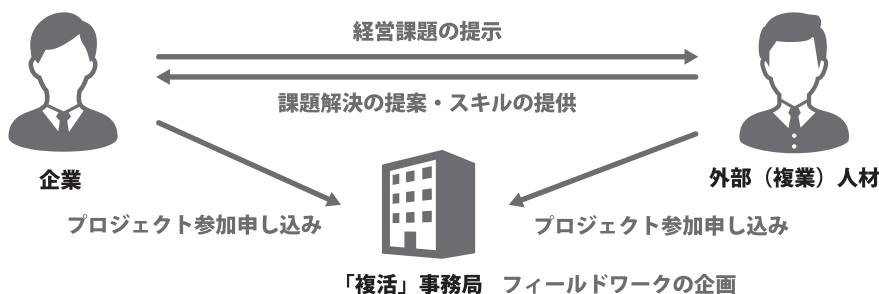 経営課題の提示
課題解決の提案・スキルの提供
企業
外部（複業）人材
プロジェクト参加申し込み
プロジェクト参加申し込み
「複活」事務局 フィールドワークの企画